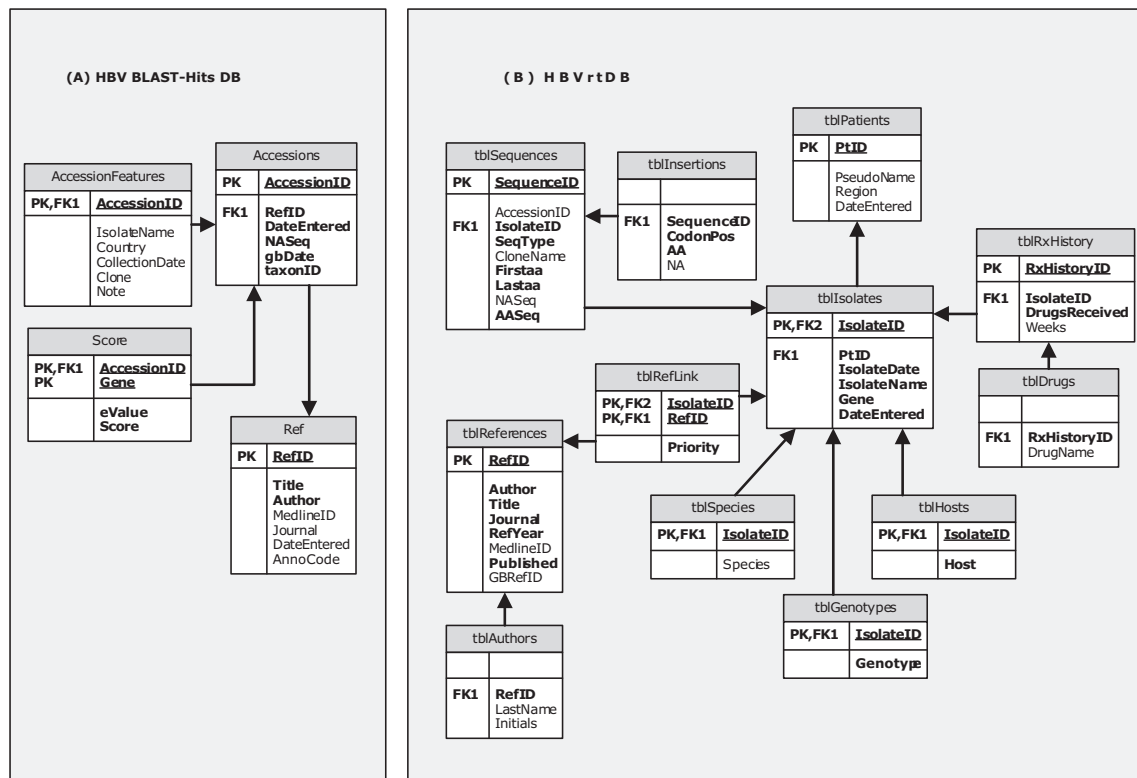 (A) HBV BLAST-Hits DB
Accessions
PK AccessionID
FK1 RefID
DateEntered
NASeq
gbDate
taxonID
AccessionFeatures
PK,FK1 AccessionID
IsolateName
Country
CollectionDate
Clone
Note
Score
PK,FK1 AccessionID
PK Gene
eValue
Score
Ref
PK RefID
Title
Author
MedlineID
Journal
DateEntered
AnnoCode
(B) HBVrtDB
tblPatients
PK PtID
PseudoName
Region
DateEntered
tblSequences
PK SequenceID
AccessionID
FK1 IsolateID
SeqType
CloneName
Firstaa
Lastaa
NASeq
AASeq
tblInsertions
FK1 SequenceID
CodonPos
AA
NA
tblRxHistory
PK RxHistoryID
FK1 IsolateID
DrugsReceived
Weeks
tblIsolates
PK,FK2 IsolateID
FK1 PtID
IsolateDate
IsolateName
Gene
DateEntered
tblRefLink
PK,FK2 IsolateID
PK,FK1 RefID
Priority
tblDrugs
FK1 RxHistoryID
DrugName
tblReferences
PK RefID
Author
Title
Journal
RefYear
MedlineID
Published
GBRefID
tblSpecies
PK,FK1 IsolateID
Species
tblHosts
PK,FK1 IsolateID
Host
tblGenotypes
PK,FK1 IsolateID
Genotype
tblAuthors
FK1 RefID
LastName
Initials